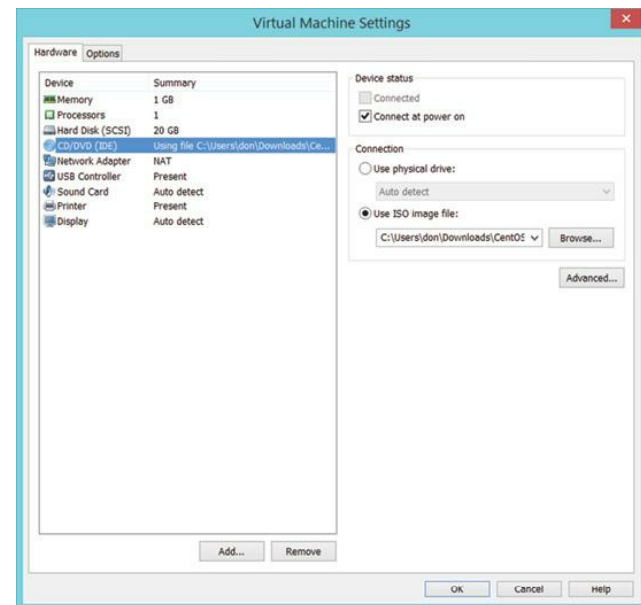 Virtual Machine Settings
Hardware Options
Device Summary
Memory 1 GB
Processors 1
Hard Disk (SCSI) 20 GB
CD/DVD (IDE) Using file C:\Users\don\Downloads\Ce...
Network Adapter NAT
USB Controller Present
Sound Card Auto detect
Printer Present
Display Auto detect
Add... Remove
Device status
Connected
Connect at power on
Connection
Use physical drive:
Auto detect
Use ISO image file:
C:\Users\don\Downloads\CentOS Browse...
Advanced...
OK Cancel Help